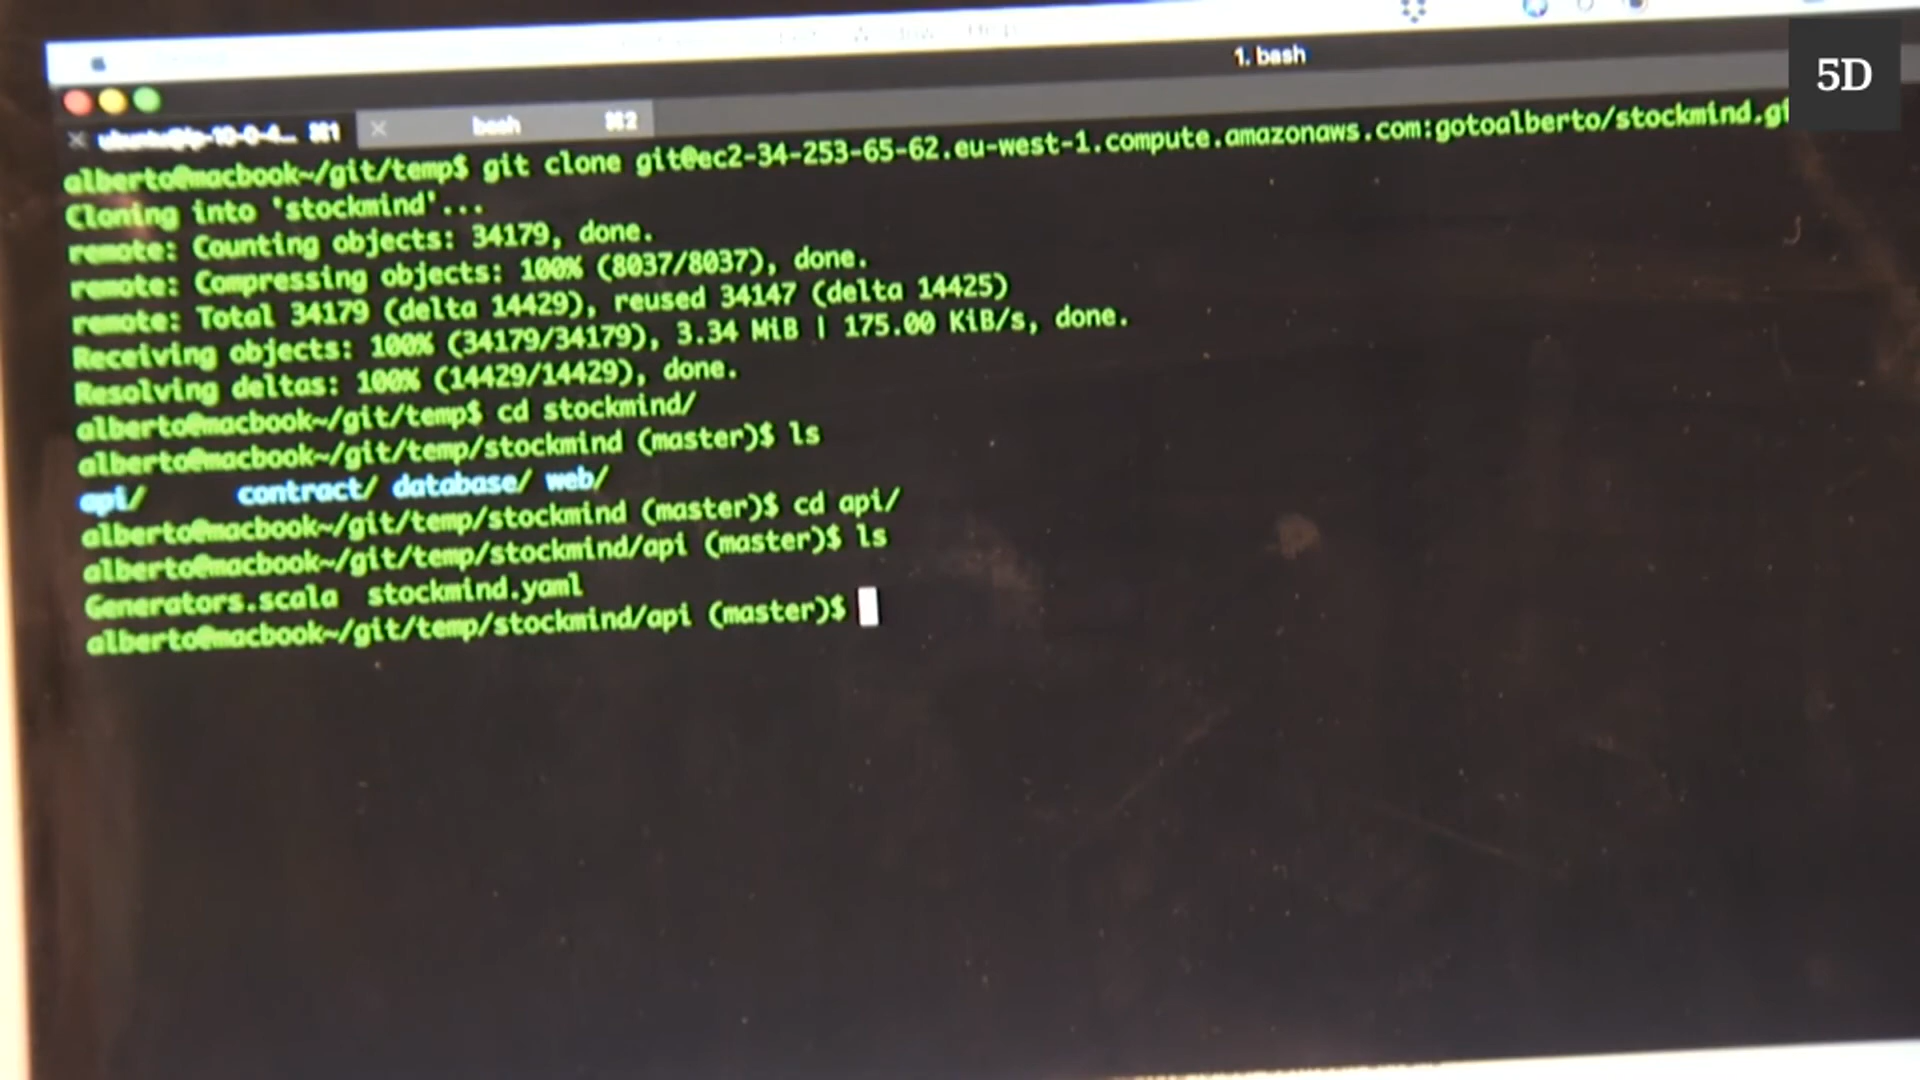 1. bash
5D
bash ⌘2
⌘1
alberto@macbook~/git/temp$ git clone git@ec2-34-253-65-62.eu-west-1.compute.amazonaws.com:gotoalberto/stockmind.gi
Cloning into 'stockmind'...
remote: Counting objects: 34179, done.
remote: Compressing objects: 100% (8037/8037), done.
remote: Total 34179 (delta 14429), reused 34147 (delta 14425)
Receiving objects: 100% (34179/34179), 3.34 MiB | 175.00 KiB/s, done.
Resolving deltas: 100% (14429/14429), done.
alberto@macbook~/git/temp$ cd stockmind/
alberto@macbook~/git/temp/stockmind (master)$ ls
api/ contract/ database/ web/
alberto@macbook~/git/temp/stockmind (master)$ cd api/
alberto@macbook~/git/temp/stockmind/api (master)$ ls
Generators.scala stockmind.yaml
alberto@macbook~/git/temp/stockmind/api (master)$